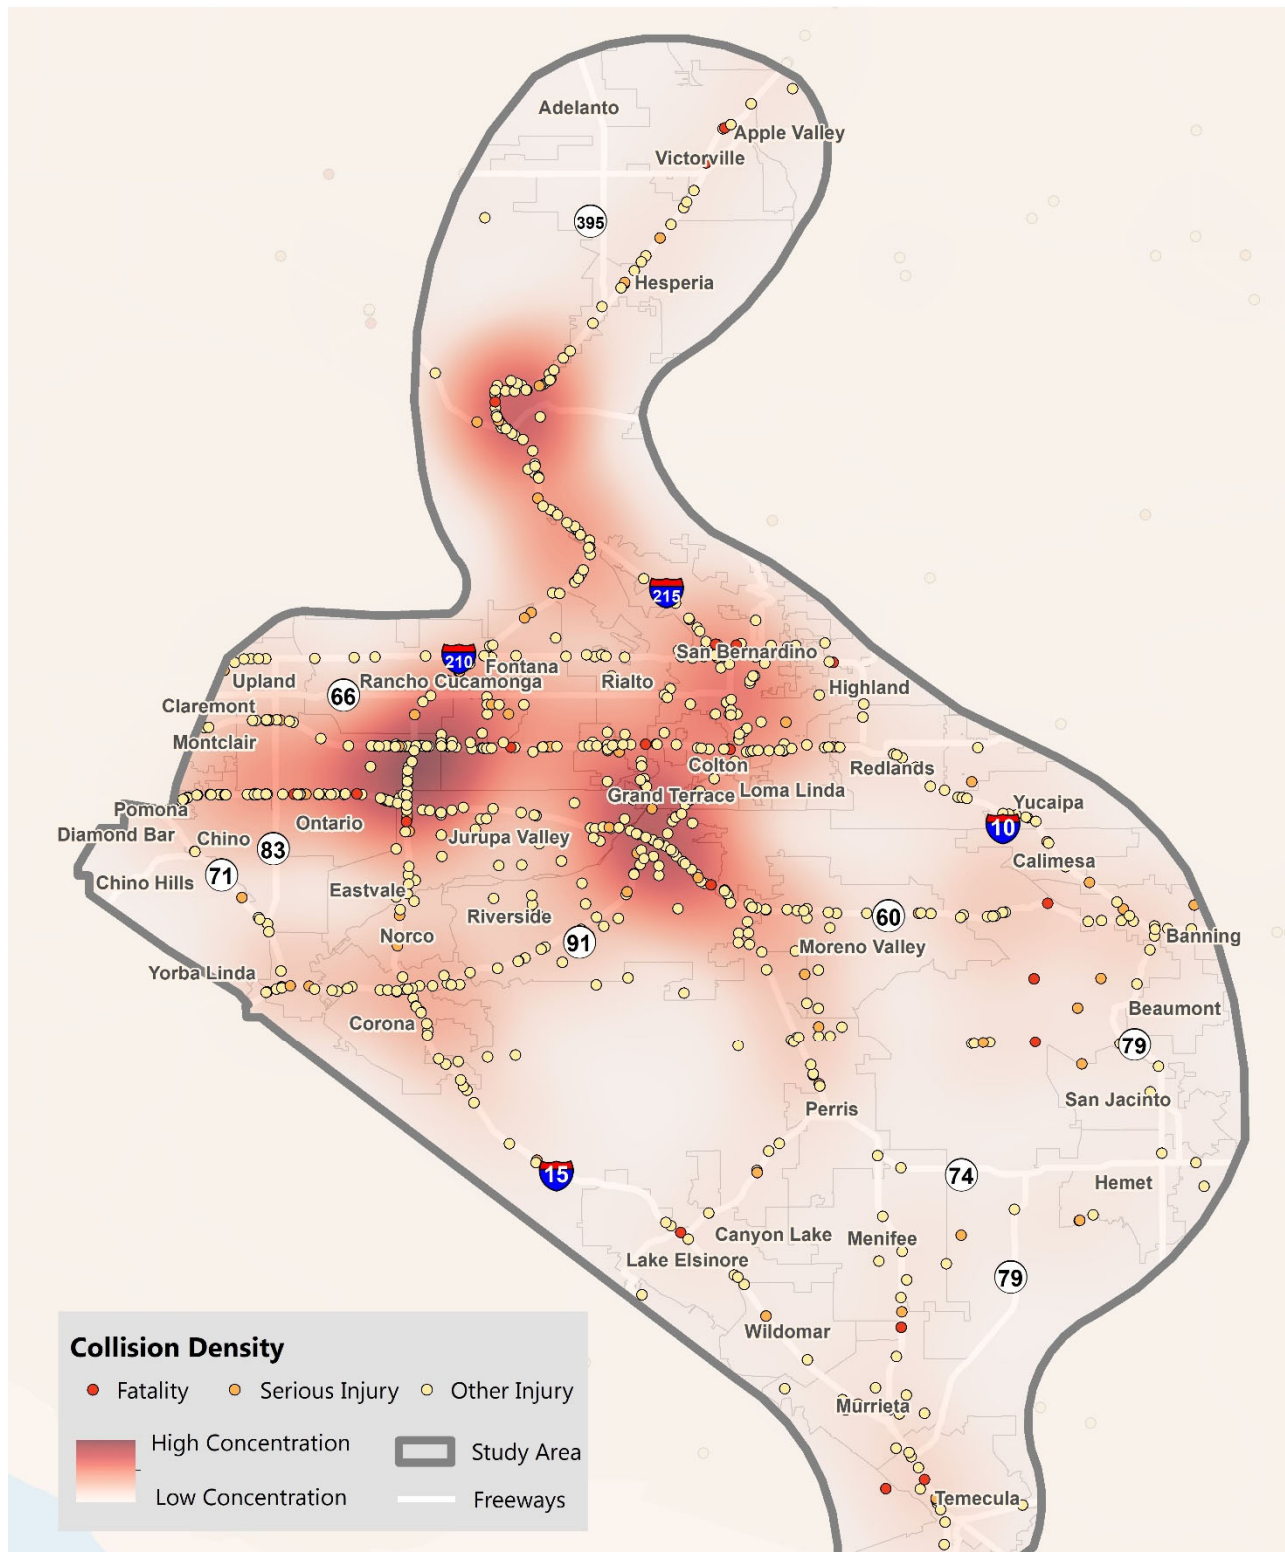 Adelanto
Apple Valley
Victorville
395
Hesperia
215
San Bernardino
210
Fontana
Upland
66
Rancho Cucamonga
Rialto
Highland
Claremont
Montclair
Colton
Redlands
Grand Terrace
Loma Linda
Pomona
Yucaipa
Ontario
10
Diamond Bar
Chino
83
Jurupa Valley
Calimesa
71
Chino Hills
Eastvale
Riverside
60
Norco
91
Moreno Valley
Banning
Yorba Linda
Corona
Beaumont
79
San Jacinto
Perris
15
74
Hemet
Canyon Lake
Menifee
Lake Elsinore
79
Wildomar
Murrieta
Temecula
Collision Density
Fatality Serious Injury Other Injury
High Concentration Study Area
Low Concentration Freeways